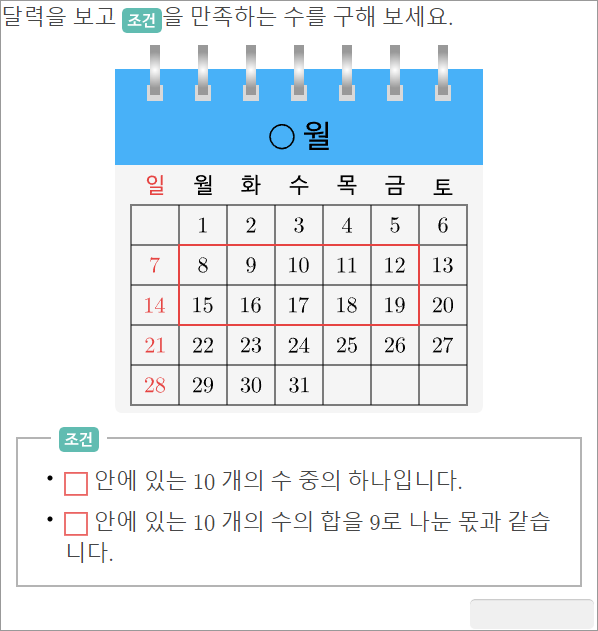 달력을 보고 조건을 만족하는 수를 구해 보세요.
○월
일 월 화 수 목 금 토
1 2 3 4 5 6
7 8 9 10 11 12 13
14 15 16 17 18 19 20
21 22 23 24 25 26 27
28 29 30 31
조건
• □ 안에 있는 10 개의 수 중의 하나입니다.
• □ 안에 있는 10 개의 수의 합을 9로 나눈 몫과 같습
니다.